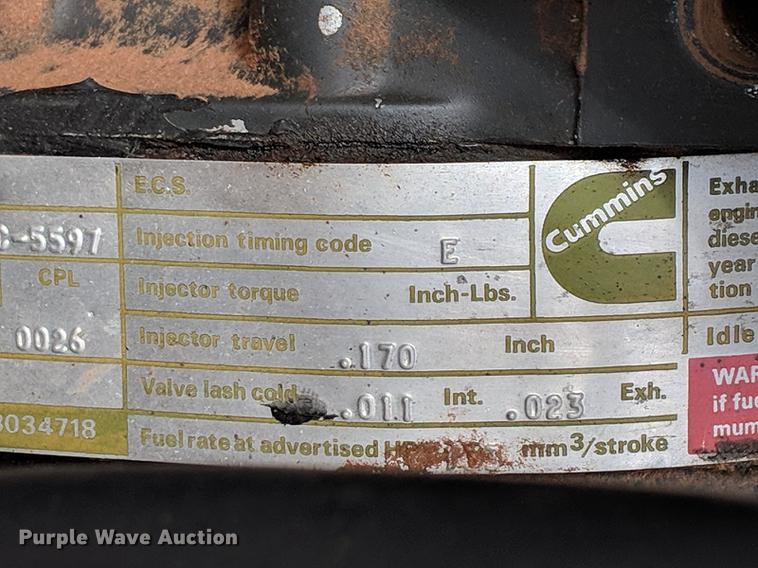 E.C.S.
-5597
Injection timing code E
CPL
Injector torque Inch-Lbs.
0026
Injector travel .170 Inch
Valve lash cold .011 Int. .023 Exh.
3034718
Fuel rate at advertised mm3/stroke
Cummins
Exha
engin
diese
year
tion
Idle
WAR
if fue
mum
Purple Wave Auction